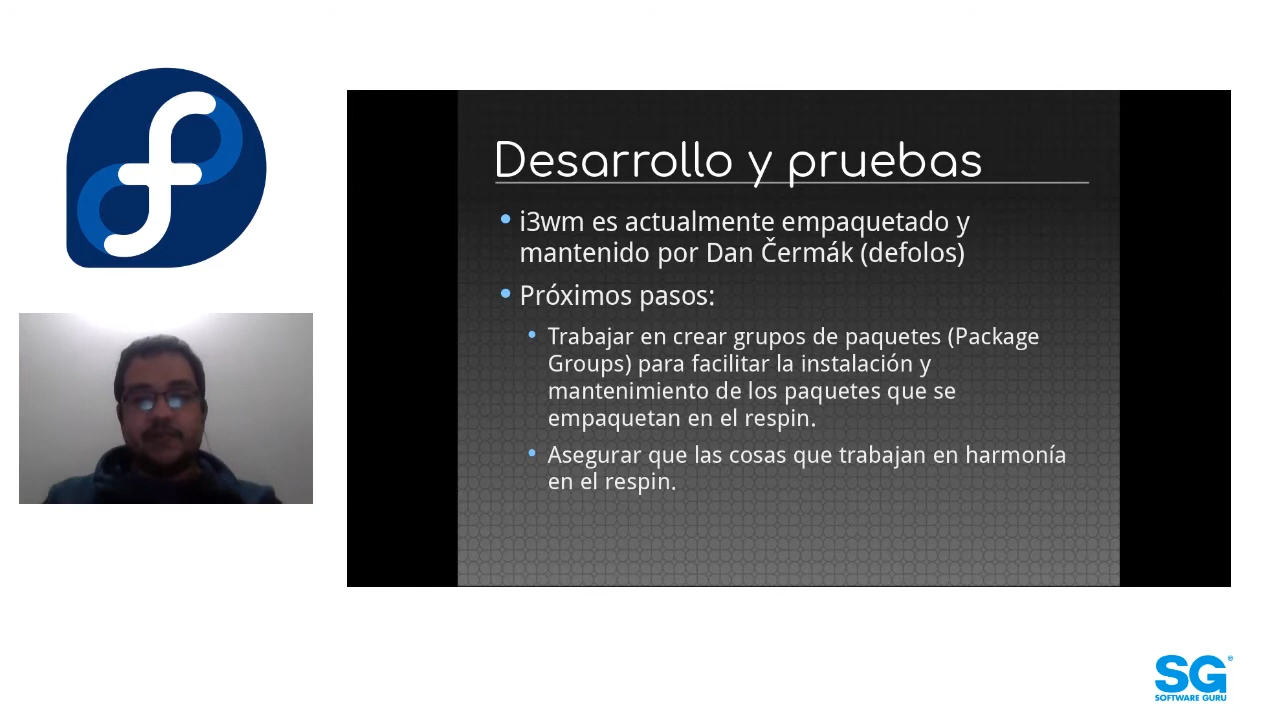 Desarrollo y pruebas
i3wm es actualmente empaquetado y
mantenido por Dan Čermák (defolos)
Próximos pasos:
Trabajar en crear grupos de paquetes (Package
Groups) para facilitar la instalación y
mantenimiento de los paquetes que se
empaquetan en el respin.
Asegurar que las cosas que trabajan en harmonía
en el respin.
SG®
SOFTWARE GURU